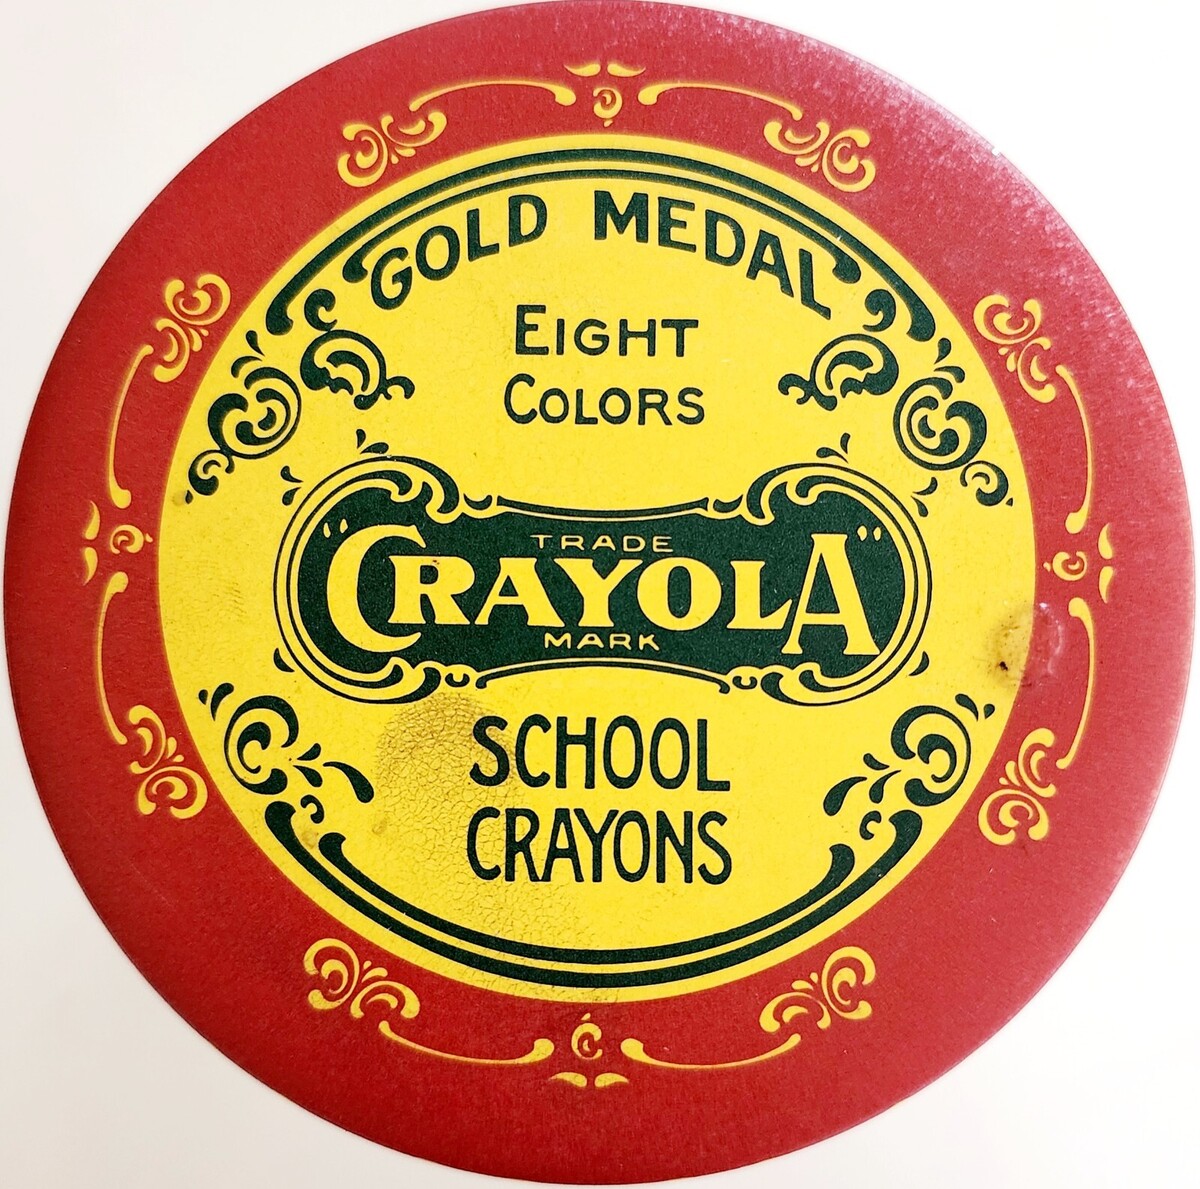 GOLD MEDAL
EIGHT
COLORS
TRADE
"CRAYOLA"
MARK
SCHOOL
CRAYONS